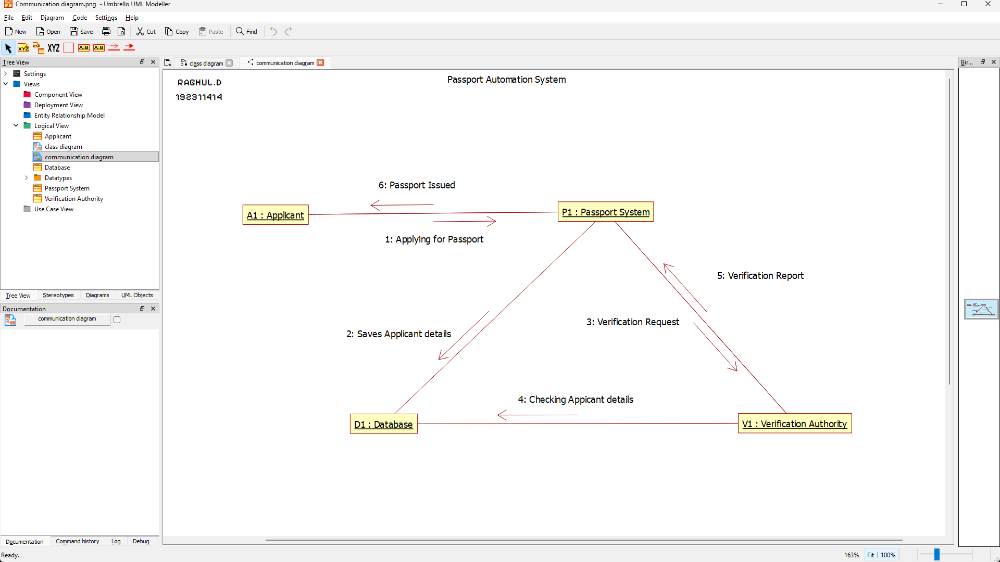 Communication diagram.png - Umbrello UML Modeller
File Edit Diagram Code Settings Help
New Open Save Cut Copy Paste Find
XYZ XYZ XYZ A:B A:B
Tree View
Settings
Views
Component View
Deployment View
Entity Relationship Model
Logical View
Applicant
class diagram
communication diagram
Database
Datatypes
Passport System
Verification Authority
Use Case View
Tree View Stereotypes Diagrams UML Objects
Documentation
communication diagram
Documentation Command history Log Debug
Ready.
class diagram communication diagram
RAGHUL.D
192311414
Passport Automation System
6: Passport Issued
A1 : Applicant
P1 : Passport System
1: Applying for Passport
5: Verification Report
3: Verification Request
2: Saves Applicant details
4: Checking Appicant details
D1 : Database
V1 : Verification Authority
Bir...
163% Fit 100%